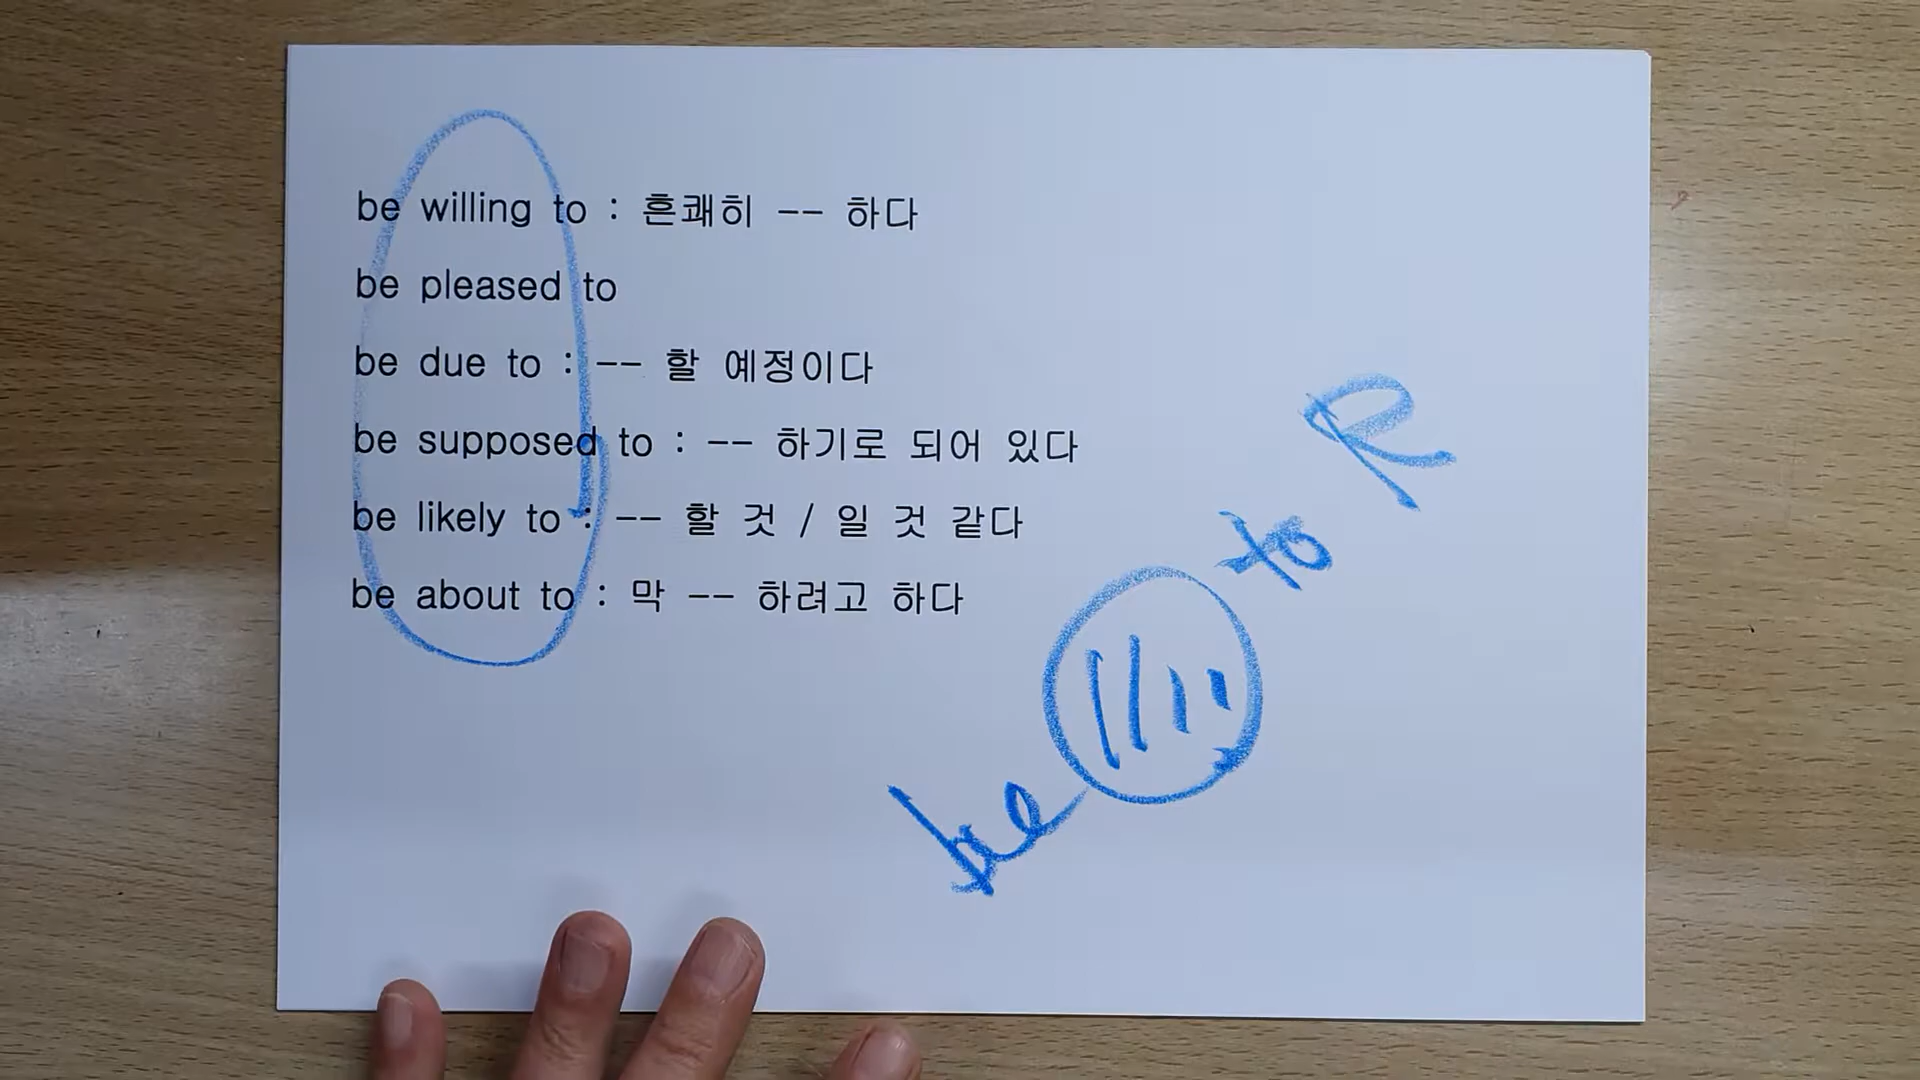 be willing to : 흔쾌히 -- 하다
be pleased to
be due to : -- 할 예정이다
be supposed to : -- 하기로 되어 있다
be likely to : -- 할 것 / 일 것 같다
be about to : 막 -- 하려고 하다
be to R